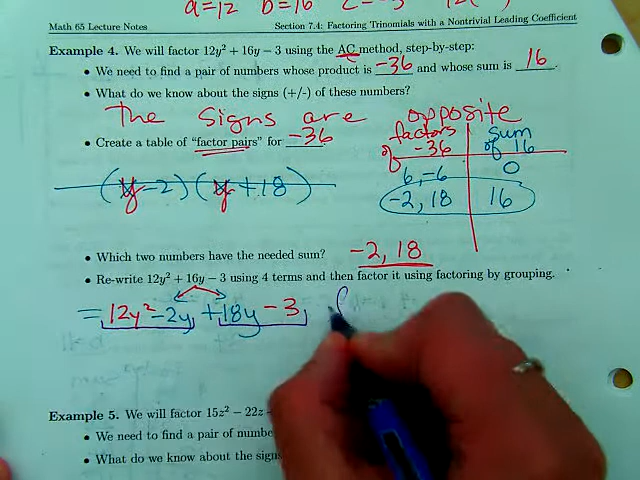 a=12 b=16
Math 65 Lecture Notes Section 7.4: Factoring Trinomials with a Nontrivial Leading Coefficient
Example 4. We will factor 12y² + 16y − 3 using the AC method, step-by-step:
• We need to find a pair of numbers whose product is -36 and whose sum is 16
• What do we know about the signs (+/-) of these numbers?
The signs are opposite
• Create a table of "factor pairs" for -36
factors of -36 sum of 16
6, -6 0
-2, 18 16
(y-2)(y+18)
• Which two numbers have the needed sum? -2, 18
• Re-write 12y² + 16y − 3 using 4 terms and then factor it using factoring by grouping.
= 12y² -2y +18y -3
Example 5. We will factor 15z² − 22z
• We need to find a pair of numbe
• What do we know about the sign